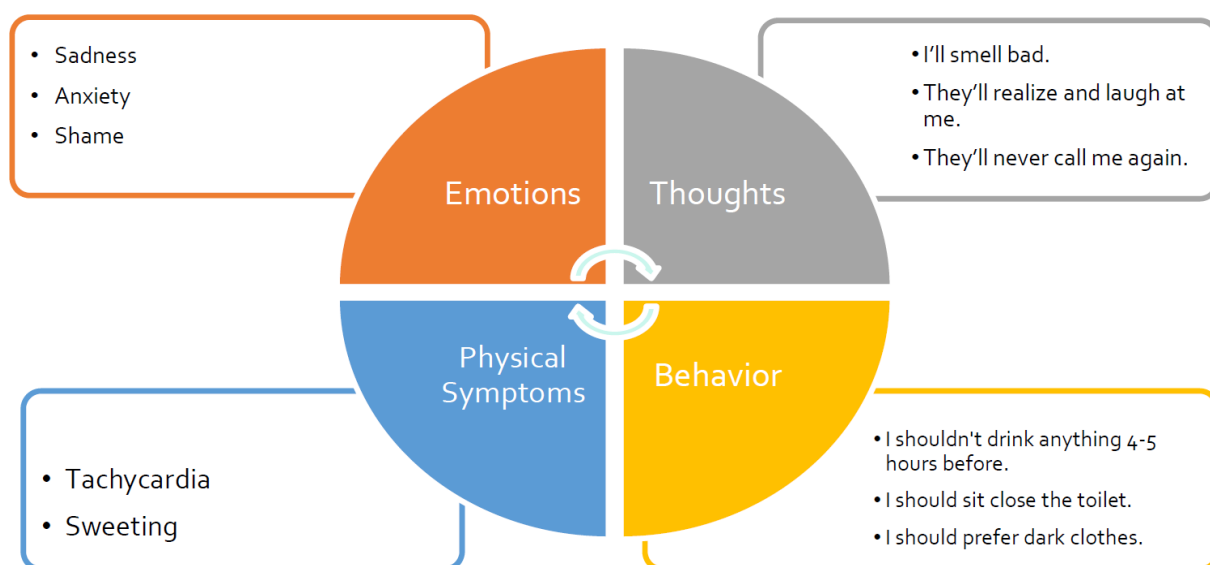 • Sadness
• Anxiety
• Shame
Emotions
Thoughts
• I'll smell bad.
• They'll realize and laugh at
me.
• They'll never call me again.
Physical
Symptoms
• Tachycardia
• Sweeting
Behavior
• I shouldn't drink anything 4-5
hours before.
• I should sit close the toilet.
• I should prefer dark clothes.